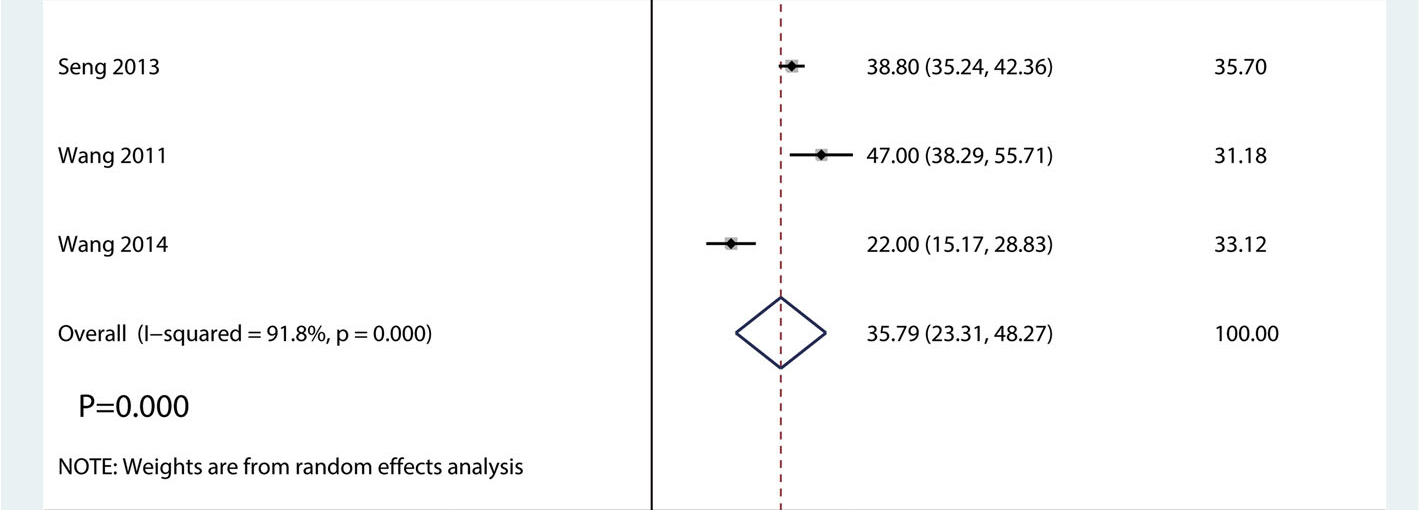 Seng 2013 38.80 (35.24, 42.36) 35.70
Wang 2011 47.00 (38.29, 55.71) 31.18
Wang 2014 22.00 (15.17, 28.83) 33.12
Overall (I−squared = 91.8%, p = 0.000) 35.79 (23.31, 48.27) 100.00
P=0.000
NOTE: Weights are from random effects analysis